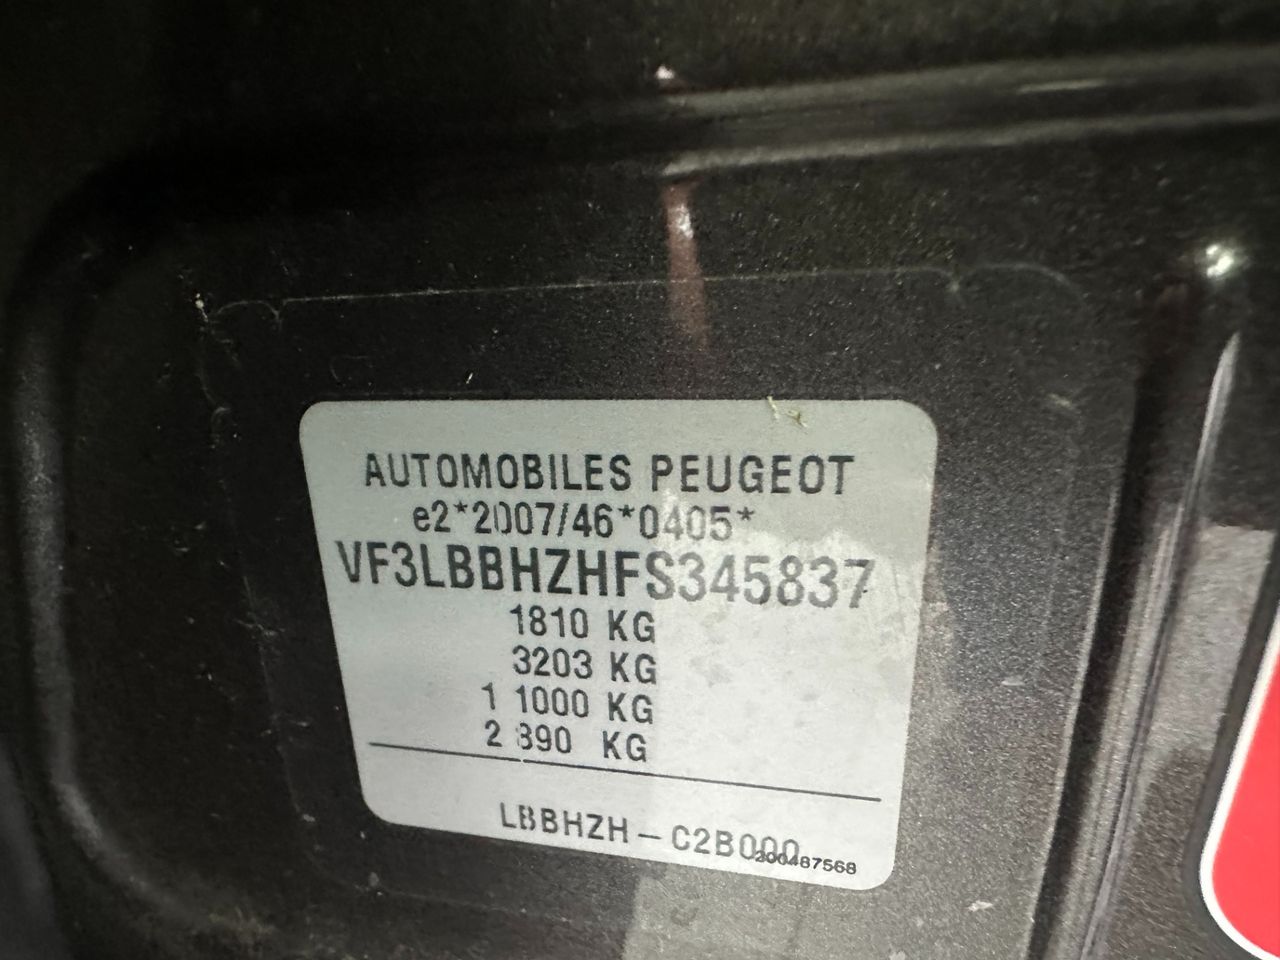 AUTOMOBILES PEUGEOT
e2*2007/46*0405*
VF3LBBHZHFS345837
1810 KG
3203 KG
1 1000 KG
2 890 KG
LBBHZH – C2B000
200487568